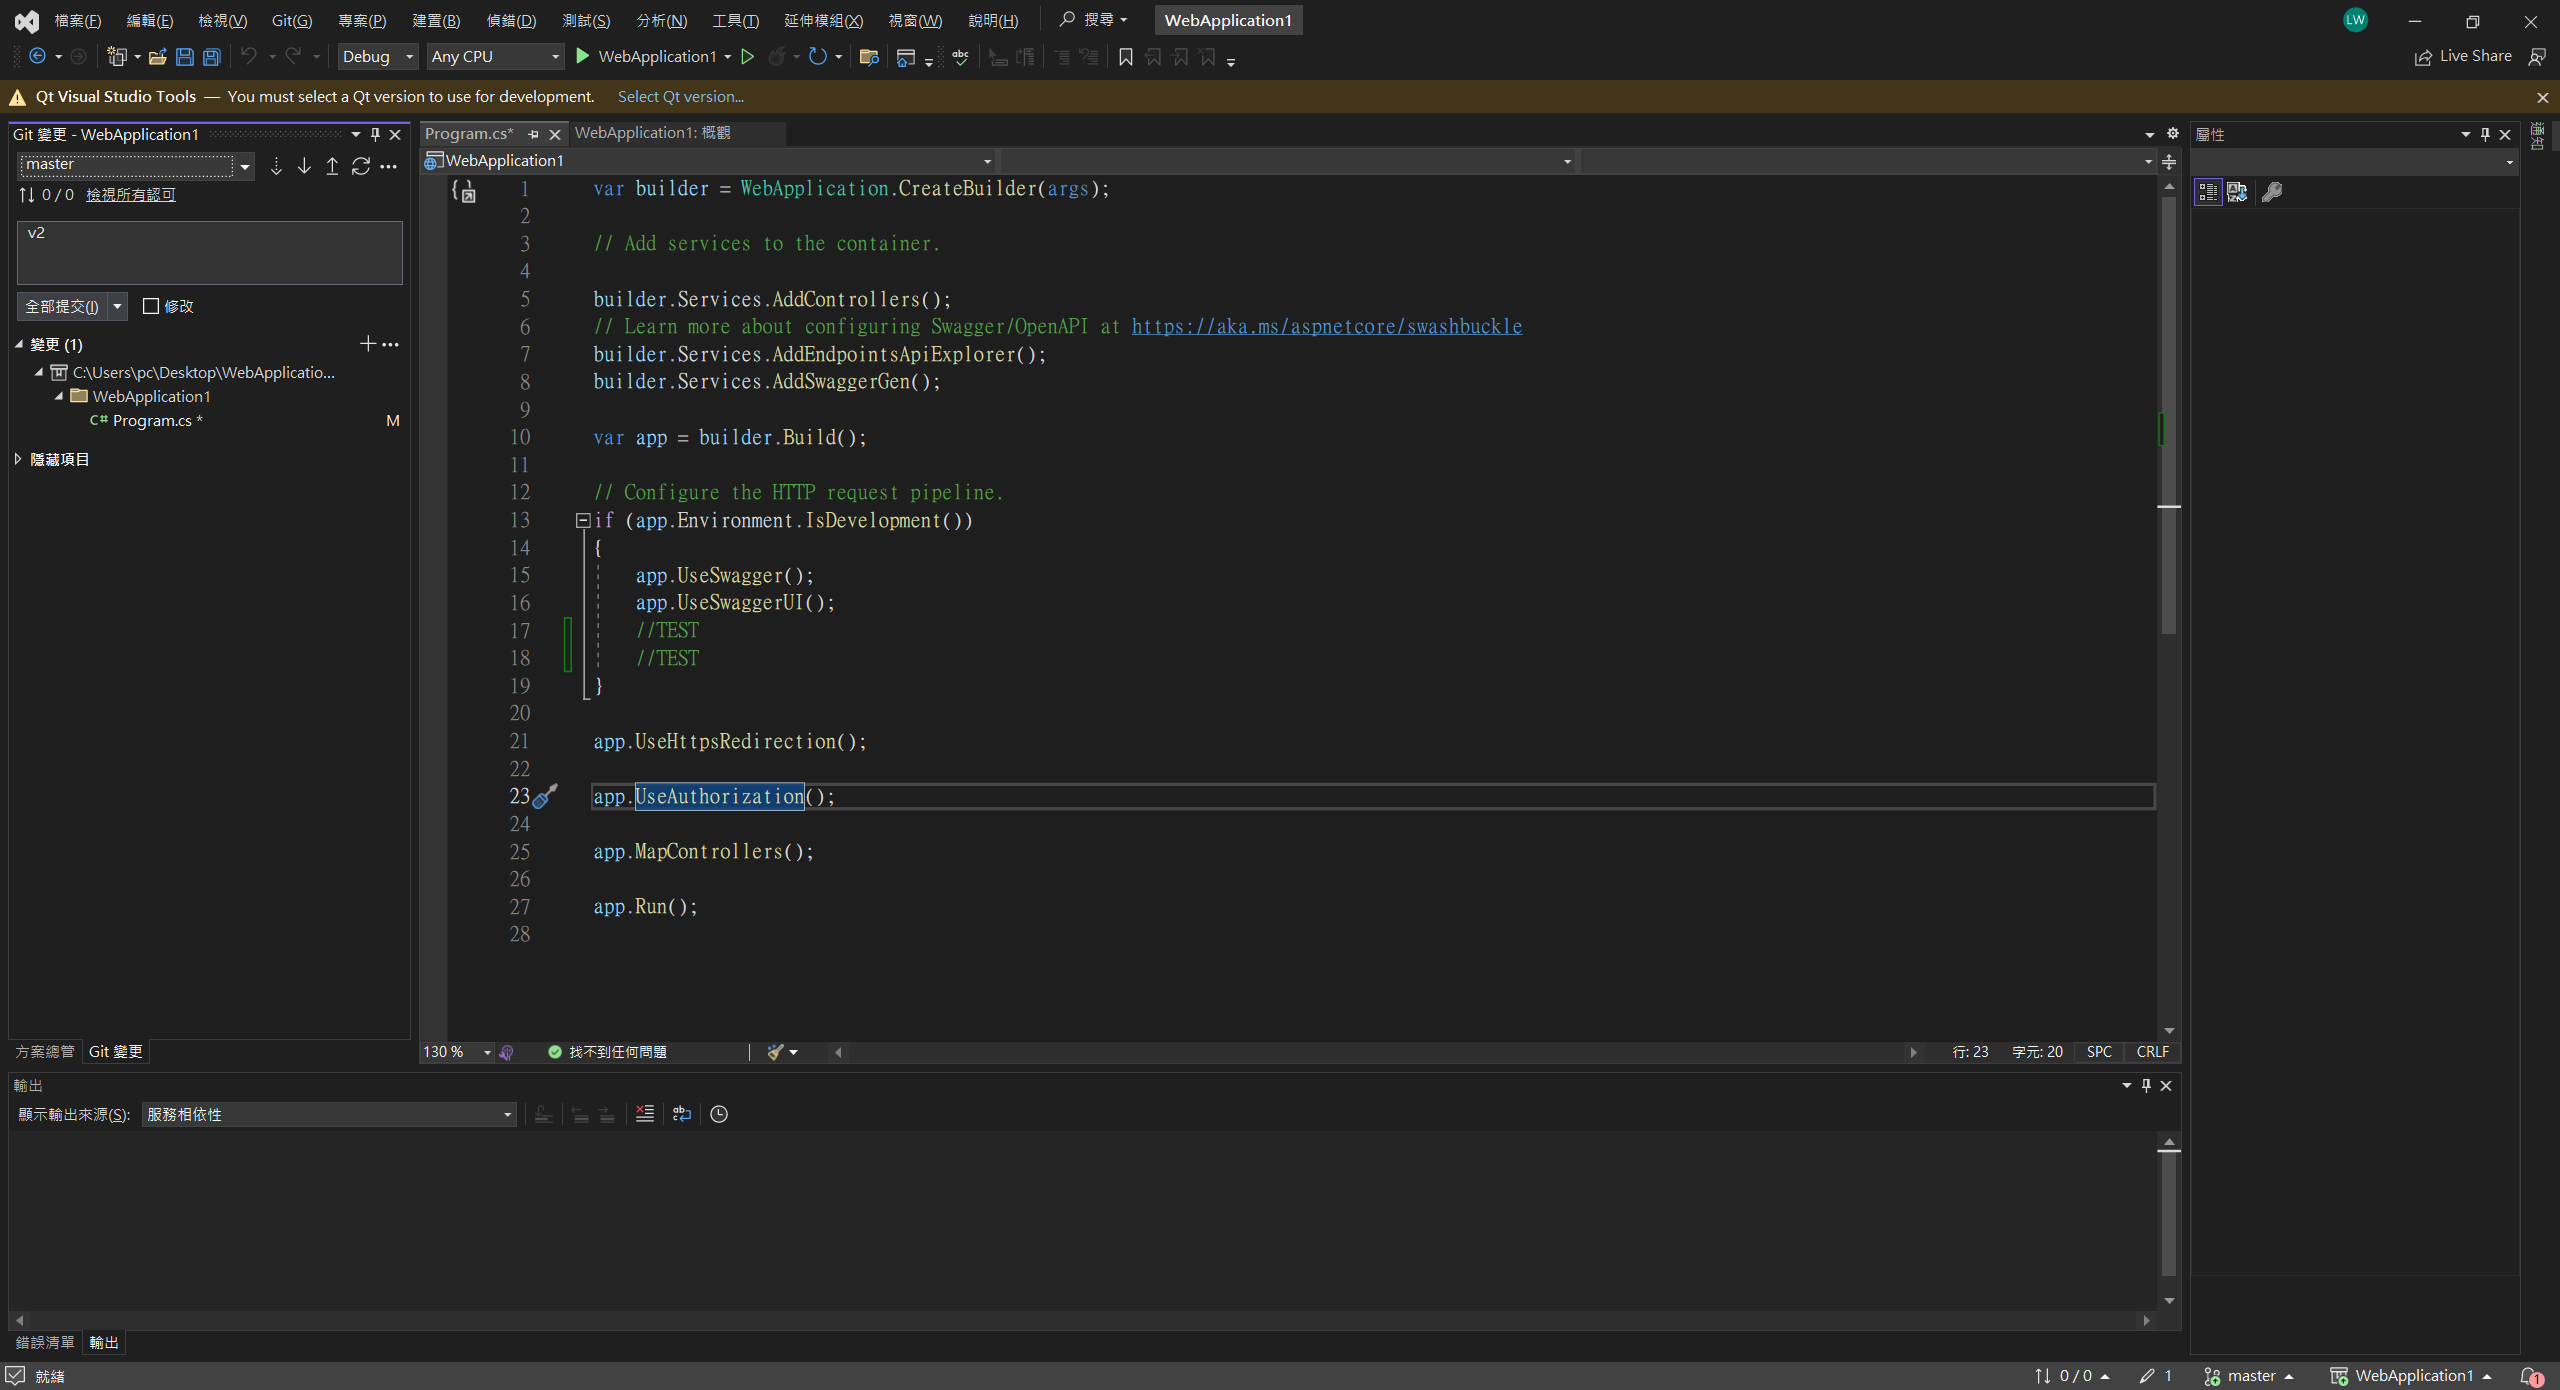 檔案(F) 編輯(E) 檢視(V) Git(G) 專案(P) 建置(B) 偵錯(D) 測試(S) 分析(N) 工具(T) 延伸模組(X) 視窗(W) 說明(H) 搜尋 WebApplication1 LW
Debug Any CPU WebApplication1 Live Share
Qt Visual Studio Tools — You must select a Qt version to use for development. Select Qt version...
Git 變更 - WebApplication1
master
0 / 0 檢視所有認可
v2
全部提交(I) 修改
變更 (1)
C:\Users\pc\Desktop\WebApplicatio...
WebApplication1
C# Program.cs * M
隱藏項目
方案總管 Git 變更
Program.cs* WebApplication1: 概觀
WebApplication1
1 var builder = WebApplication.CreateBuilder(args);
2
3 // Add services to the container.
4
5 builder.Services.AddControllers();
6 // Learn more about configuring Swagger/OpenAPI at https://aka.ms/aspnetcore/swashbuckle
7 builder.Services.AddEndpointsApiExplorer();
8 builder.Services.AddSwaggerGen();
9
10 var app = builder.Build();
11
12 // Configure the HTTP request pipeline.
13 if (app.Environment.IsDevelopment())
14 {
15 app.UseSwagger();
16 app.UseSwaggerUI();
17 //TEST
18 //TEST
19 }
20
21 app.UseHttpsRedirection();
22
23 app.UseAuthorization();
24
25 app.MapControllers();
26
27 app.Run();
28
130 % 找不到任何問題 行: 23 字元: 20 SPC CRLF
屬性
通知
輸出
顯示輸出來源(S): 服務相依性
錯誤清單 輸出
就緒 0 / 0 1 master WebApplication1 1